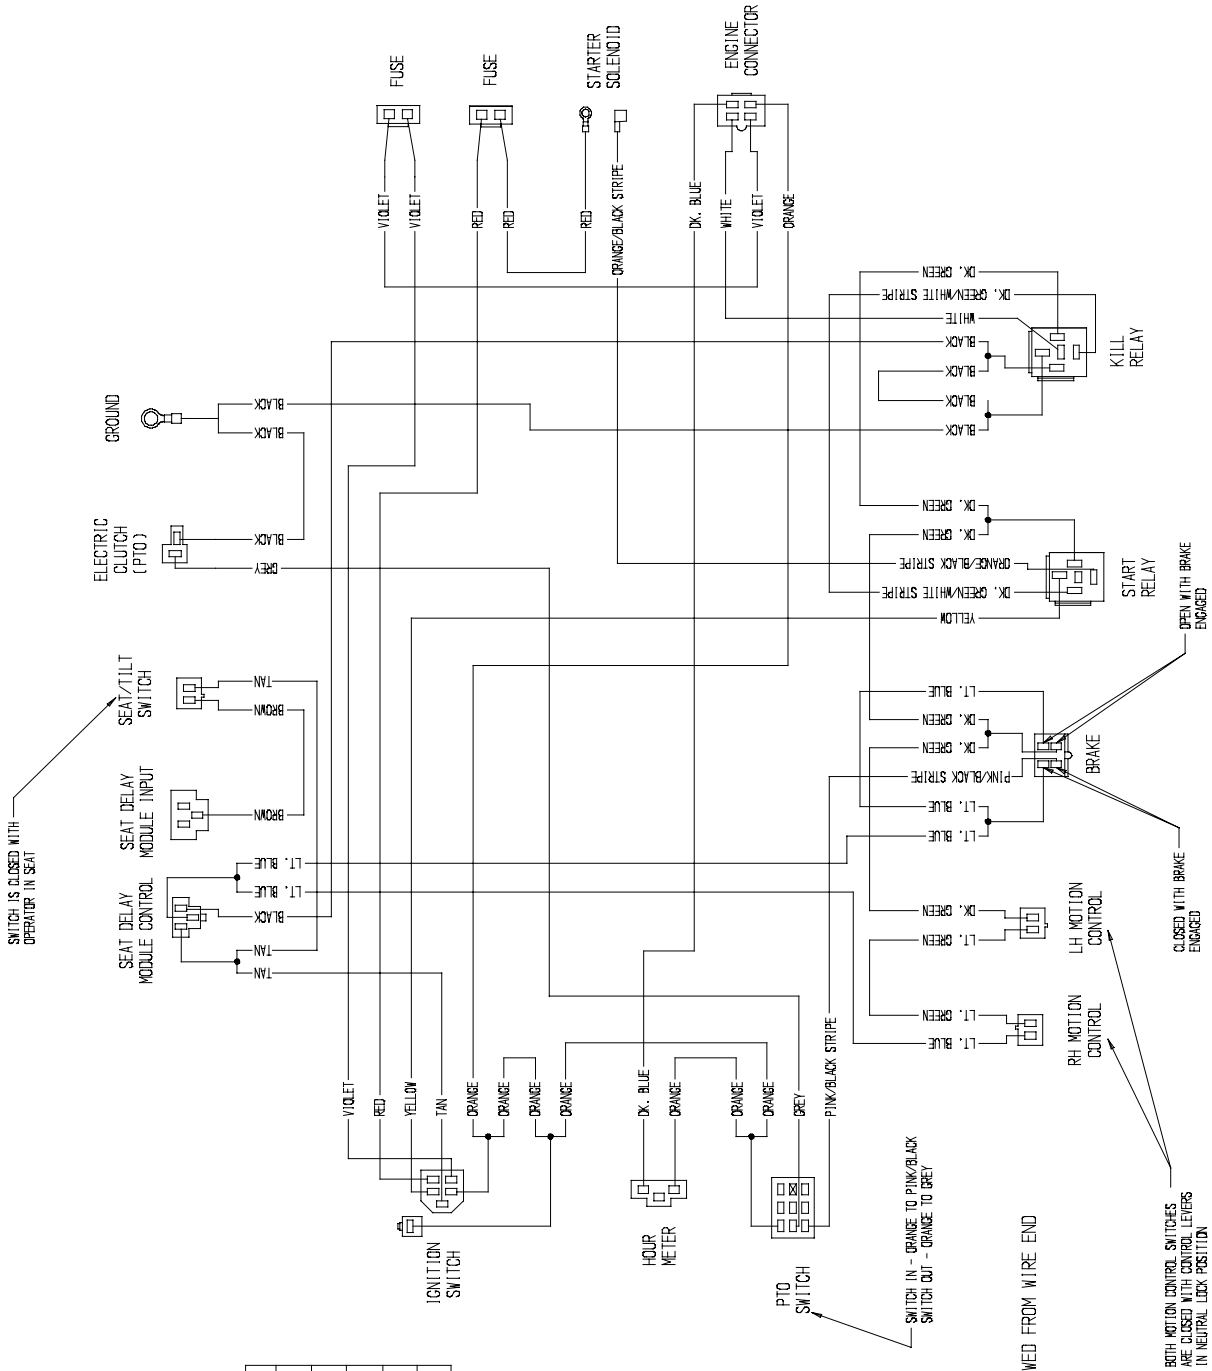 FUSE
FUSE
STARTER
SOLENOID
ENGINE
CONNECTOR
VIOLET
VIOLET
RED
RED
RED
ORANGE/BLACK STRIPE
DK. BLUE
WHITE
VIOLET
ORANGE
GROUND
BLACK
BLACK
ELECTRIC
CLUTCH
(PTO)
BLACK
GREY
SEAT/TILT
SWITCH
TAN
BROWN
SWITCH IS CLOSED WITH
OPERATOR IN SEAT
SEAT DELAY
MODULE INPUT
BROWN
SEAT DELAY
MODULE CONTROL
LT. BLUE
LT. BLUE
BLACK
TAN
TAN
DK. GREEN
DK. GREEN/WHITE STRIPE
WHITE
BLACK
BLACK
BLACK
BLACK
KILL
RELAY
DK. GREEN
DK. GREEN
ORANGE/BLACK STRIPE
DK. GREEN/WHITE STRIPE
YELLOW
START
RELAY
LT. BLUE
DK. GREEN
DK. GREEN
PINK/BLACK STRIPE
LT. BLUE
LT. BLUE
BRAKE
OPEN WITH BRAKE
ENGAGED
CLOSED WITH BRAKE
ENGAGED
DK. GREEN
LT. GREEN
LH MOTION
CONTROL
LT. GREEN
LT. BLUE
RH MOTION
CONTROL
BOTH MOTION CONTROL SWITCHES
ARE CLOSED WITH CONTROL LEVERS
IN NEUTRAL LOCK POSITION
VIOLET
RED
YELLOW
TAN
ORANGE
ORANGE
ORANGE
ORANGE
DK. BLUE
ORANGE
ORANGE
ORANGE
GREY
PINK/BLACK STRIPE
IGNITION
SWITCH
HOUR
METER
PTO
SWITCH
SWITCH IN - ORANGE TO PINK/BLACK
SWITCH OUT - ORANGE TO GREY
WED FROM WIRE END